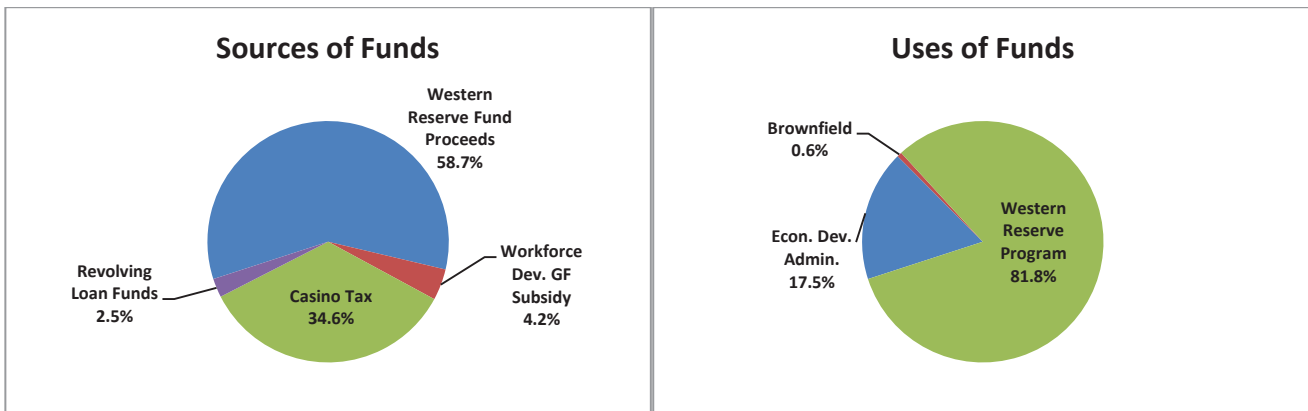 Sources of Funds
Western
Reserve Fund
Proceeds
58.7%
Workforce
Dev. GF
Subsidy
4.2%
Casino Tax
34.6%
Revolving
Loan Funds
2.5%
Uses of Funds
Brownfield
0.6%
Econ. Dev.
Admin.
17.5%
Western
Reserve
Program
81.8%